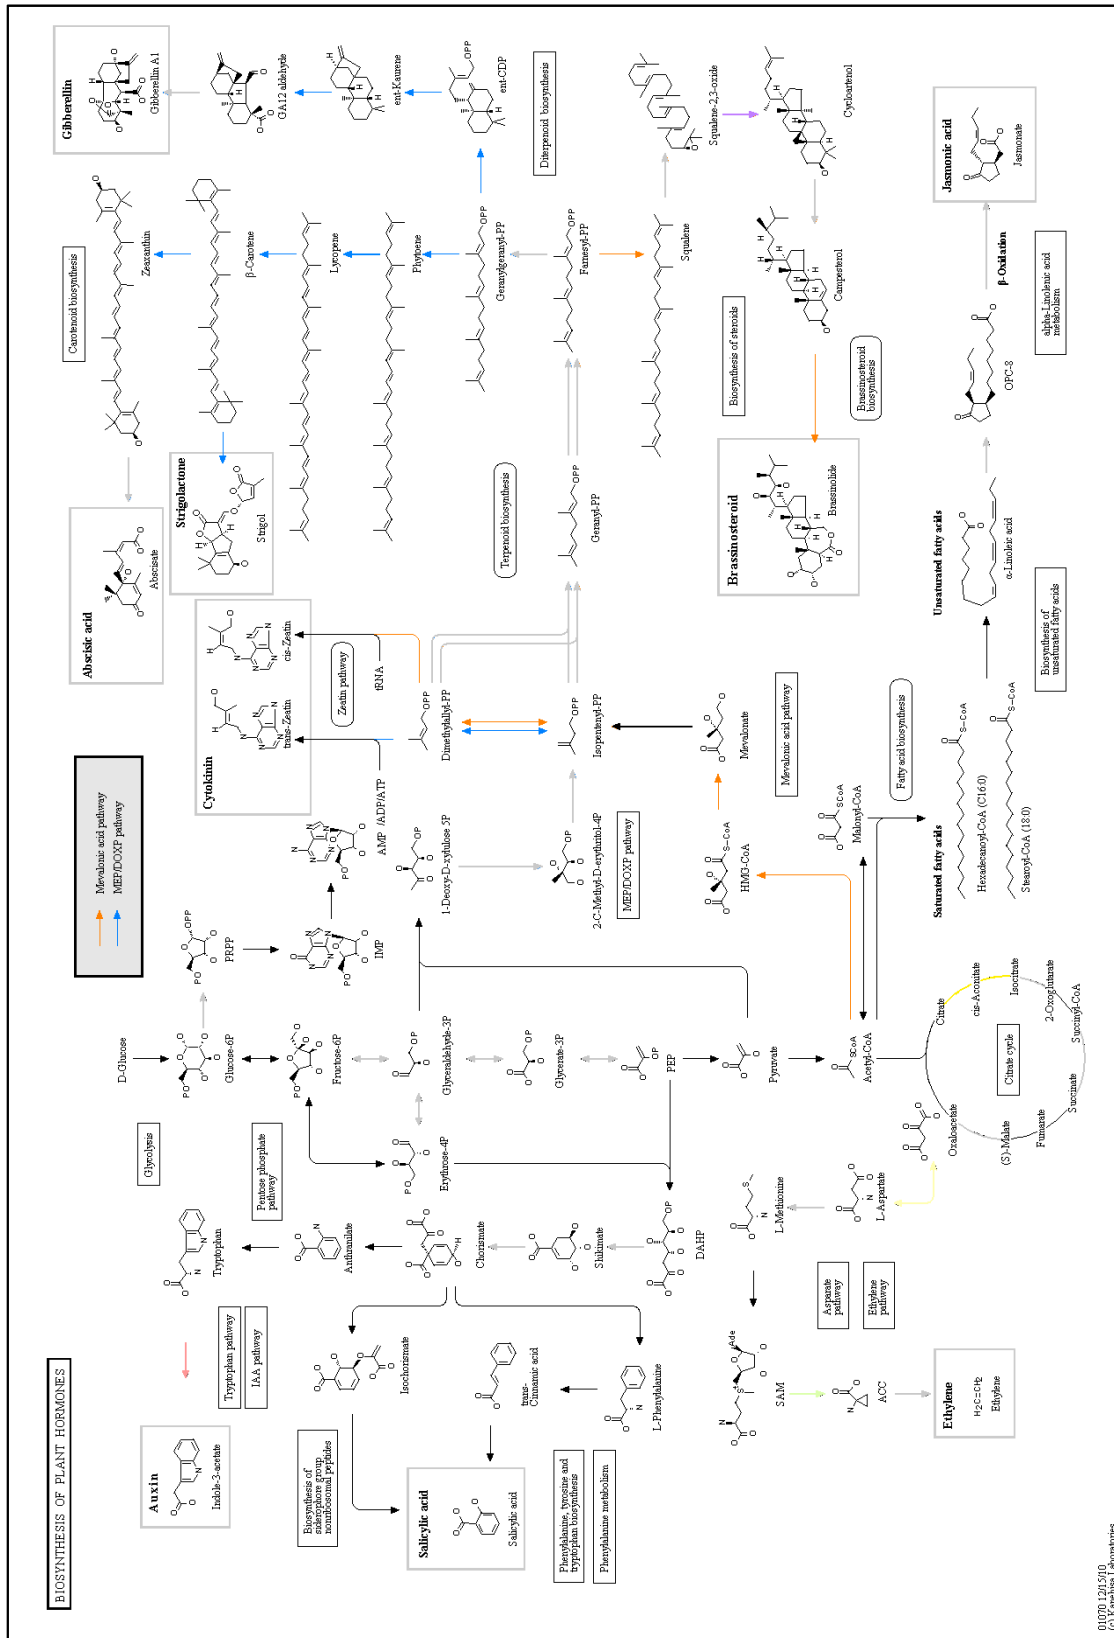 BIOSYNTHESIS OF PLANT HORMONES
Mevalonic acid pathway
MEP/DOXP pathway
Auxin
Indole-3-acetate
Tryptophan pathway
IAA pathway
Tryptophan
Anthranilate
Chorismate
Shikimate
DAHP
Isochorismate
trans-
Cinnamic acid
L-Phenylalanine
Biosynthesis of
siderophore group
nonribosomal peptides
Salicylic acid
Salicylic acid
Phenylalanine, tyrosine and
tryptophan biosynthesis
Phenylalanine metabolism
Glycolysis
Pentose phosphate
pathway
D-Glucose
Glucose-6P
Fructose-6P
Glyceraldehyde-3P
Glycerate-3P
PEP
Pyruvate
Acetyl-CoA
Erythrose-4P
PRPP
IMP
AMP /ADP/ATP
1-Deoxy-D-xylulose 5P
2-C-Methyl-D-erythritol-4P
MEP/DOXP pathway
HMG-CoA
Mevalonate
Mevalonic acid pathway
Isopentenyl-PP
Dimethylallyl-PP
tRNA
Zeatin pathway
Cytokinin
trans-Zeatin
cis-Zeatin
Abscisic acid
Abscisate
Strigolactone
Strigol
Carotenoid biosynthesis
Zeaxanthin
β-Carotene
Lycopene
Phytoene
Geranylgeranyl-PP
Farnesyl-PP
Squalene
Geranyl-PP
Terpenoid biosynthesis
Gibberellin
Gibberellin A1
GA12 aldehyde
ent-Kaurene
ent-CDP
Diterpenoid biosynthesis
Squalene-2,3-oxide
Cycloartenol
Campesterol
Biosynthesis of steroids
Brassinosteroid
biosynthesis
Brassinosteroid
Brassinolide
Malonyl-CoA
Fatty acid biosynthesis
Saturated fatty acids
Hexadecanoyl-CoA (C16:0)
Stearoyl-CoA (18:0)
Unsaturated fatty acids
α-Linoleic acid
Biosynthesis of
unsaturated fatty acids
OPC-8
β-Oxidation
alpha-Linolenic acid
metabolism
Jasmonic acid
Jasmonate
Citrate cycle
Citrate
cis-Aconitate
Isocitrate
2-Oxoglutarate
Succinyl-CoA
Succinate
Fumarate
(S)-Malate
Oxaloacetate
L-Aspartate
L-Methionine
Asparate
pathway
Ethylene
pathway
SAM
ACC
Ethylene
H2C=CH2
Ethylene
01070 12/15/10
(c) Kanehisa Laboratories